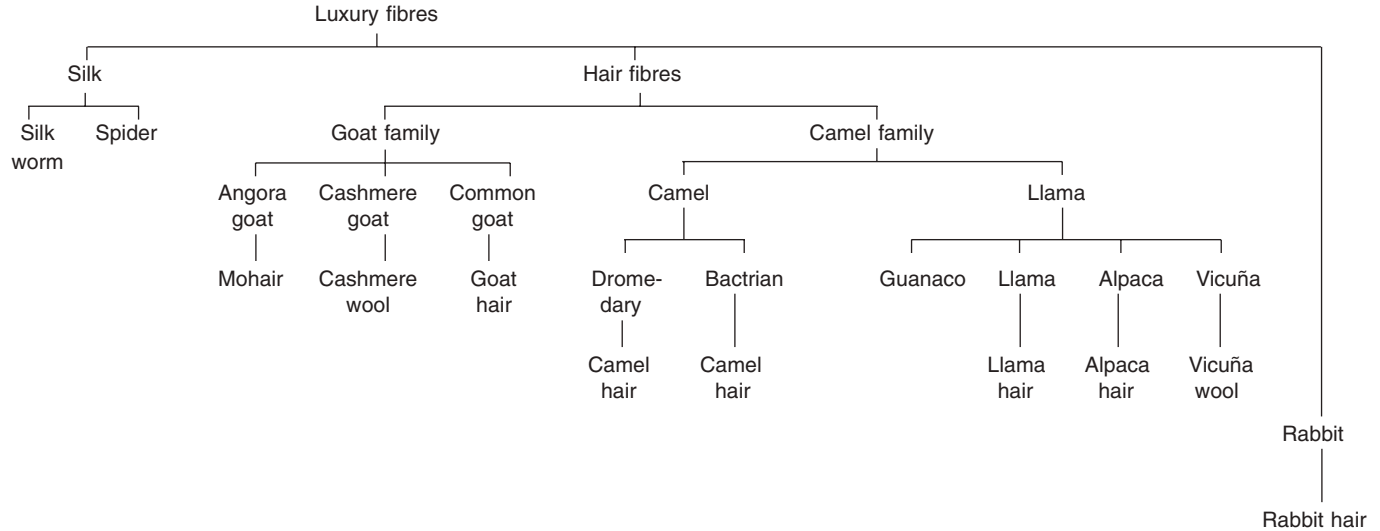 Luxury fibres
Silk
Hair fibres
Silk
worm
Spider
Goat family
Camel family
Angora
goat
Cashmere
goat
Common
goat
Camel
Llama
Mohair
Cashmere
wool
Goat
hair
Drome-
dary
Bactrian
Guanaco
Llama
Alpaca
Vicuña
Camel
hair
Camel
hair
Llama
hair
Alpaca
hair
Vicuña
wool
Rabbit
Rabbit hair